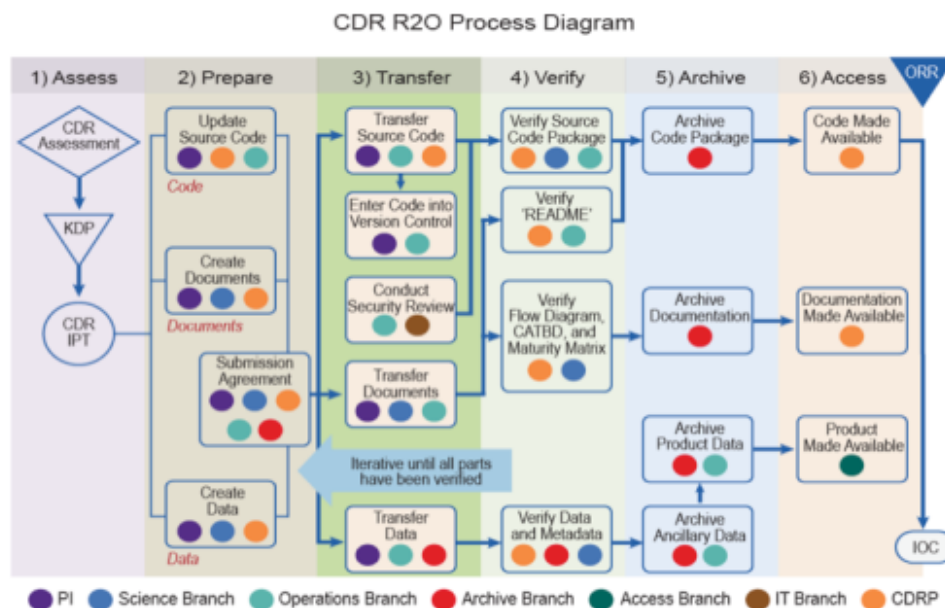 CDR R2O Process Diagram
1) Assess
2) Prepare
3) Transfer
4) Verify
5) Archive
6) Access
ORR
CDR
Assessment
KDP
CDR
IPT
Update
Source Code
Code
Create
Documents
Documents
Submission
Agreement
Create
Data
Data
Transfer
Source Code
Enter Code into
Version Control
Conduct
Security Review
Transfer
Documents
Iterative until all parts
have been verified
Transfer
Data
Verify Source
Code Package
Verify
'README'
Verify
Flow Diagram,
CATBD, and
Maturity Matrix
Verify Data
and Metadata
Archive
Code Package
Archive
Documentation
Archive
Product Data
Archive
Ancillary Data
Code Made
Available
Documentation
Made Available
Product
Made Available
IOC
PI
Science Branch
Operations Branch
Archive Branch
Access Branch
IT Branch
CDRP